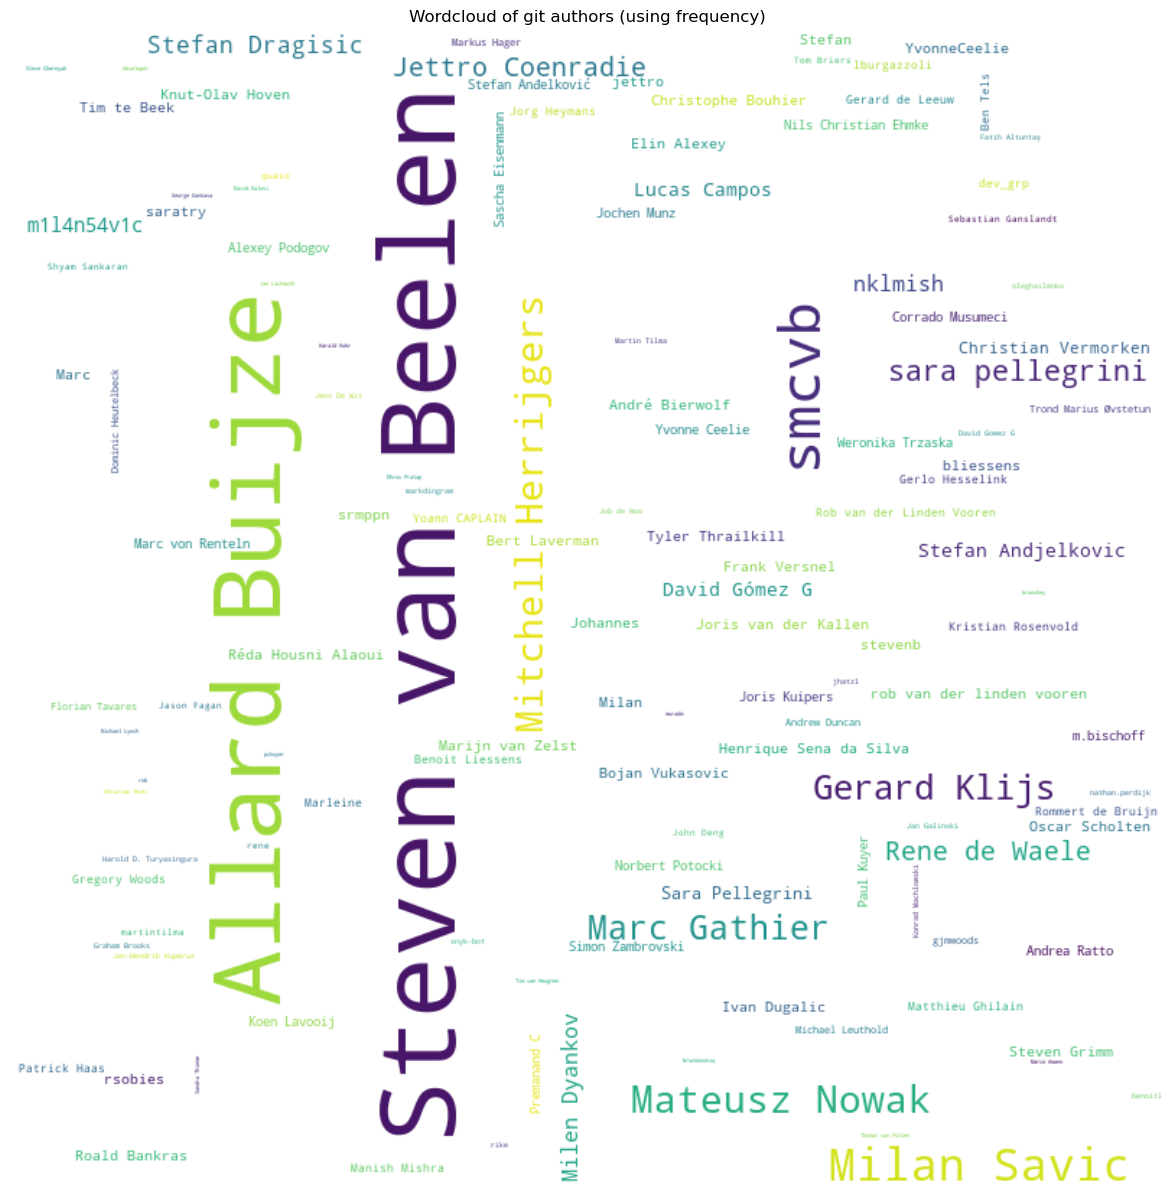 Wordcloud of git authors (using frequency)
Stefan Dragisic
Markus Hager
Stefan
YvonneCeelie
Steve Chernyak
developer
Jettro Coenradie
Tom Briers
lburgazzoli
Tim te Beek
Knut-Olav Hoven
Stefan Anđelković
jettro
Christophe Bouhier
Gerard de Leeuw
Ben Tels
Jorg Heymans
Nils Christian Ehmke
Fatih Altuntaş
Sascha Eisenmann
Elin Alexey
quaso
dev_grp
Lucas Campos
saratry
Jochen Munz
Sebastian Ganslandt
m1l4n54v1c
Alexey Podogov
Shyam Sankaran
nklmish
oleghailenko
Steven van Beelen
Allard Buijze
Mitchell Herrijgers
smcvb
Corrado Musumeci
Martin Tilma
Christian Vermorken
sara pellegrini
Marc
Dominic Heutelbeck
Jens De Wit
André Bierwolf
Trond Marius Øvstetun
Yvonne Ceelie
David Gomez G
Weronika Trzaska
bliessens
Gerlo Hesselink
markdingram
srmppn
Yoann CAPLAIN
Job de Noo
Rob van der Linden Vooren
Marc von Renteln
Bert Laverman
Tyler Thrailkill
Stefan Andjelkovic
Frank Versnel
David Gómez G
Johannes
Joris van der Kallen
Kristian Rosenvold
stevenb
Réda Housni Alaoui
jhatzl
Joris Kuipers
rob van der linden vooren
Florian Tavares
Jason Fagan
Milan
Andrew Duncan
Michael Lynch
m.bischoff
Marijn van Zelst
Henrique Sena da Silva
Benoit Liessens
Bojan Vukasovic
Gerard Klijs
nathan.perdijk
Marleine
Rommert de Bruijn
John Deng
Jan Galinski
Oscar Scholten
rene
Rene de Waele
Harold D. Turyasingura
Norbert Potocki
Paul Kuyer
Gregory Woods
Sara Pellegrini
Konrad Wachlowski
Marc Gathier
martintilma
Graham Brooks
snyk-bot
Simon Zambrovski
gjmwoods
Andrea Ratto
Jan-Hendrik Kuperus
Ivan Dugalic
Matthieu Ghilain
Koen Lavooij
Milen Dyankov
Premanand C
Michael Leuthold
Steven Grimm
Patrick Haas
rsobies
Mateusz Nowak
benoitl
rike
Roald Bankras
Manish Mishra
Milan Savic